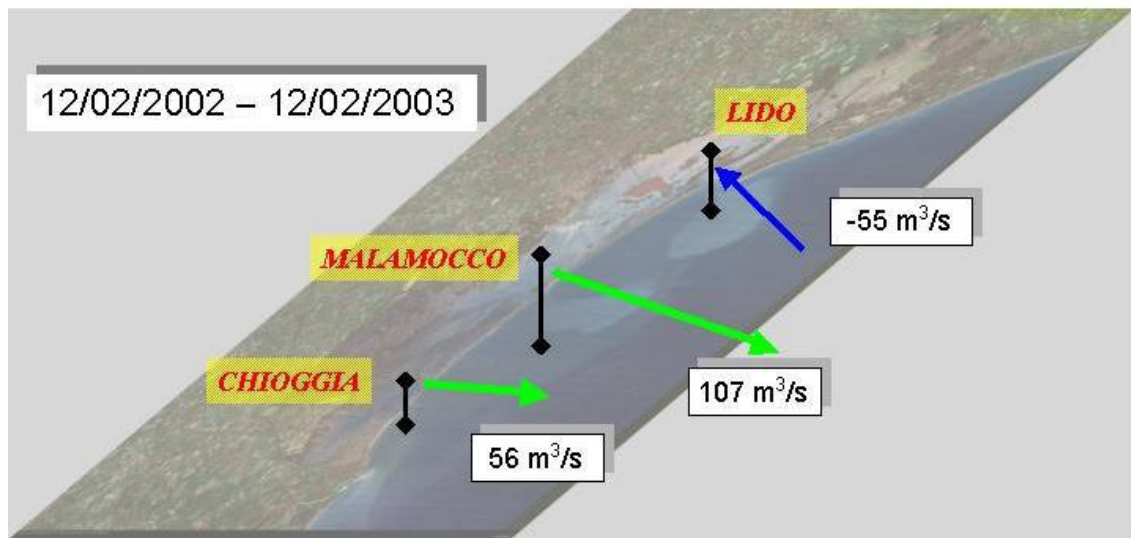 12/02/2002 – 12/02/2003
LIDO
-55 m³/s
MALAMOCCO
107 m³/s
CHIOGGIA
56 m³/s